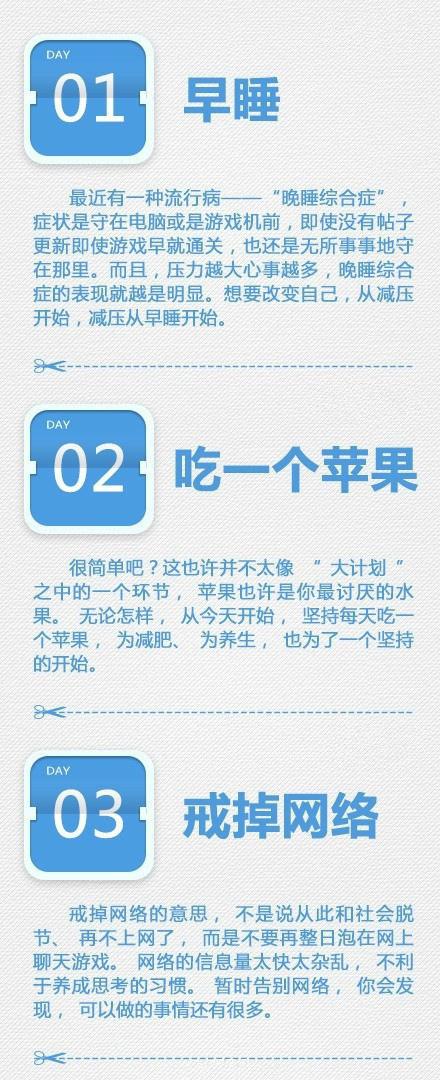 DAY
01
早睡
最近有一种流行病——“晚睡综合症”，
症状是守在电脑或是游戏机前，即使没有帖子
更新即使游戏早就通关，也还是无所事事地守
在那里。而且，压力越大心事越多，晚睡综合
症的表现就越是明显。想要改变自己，从减压
开始，减压从早睡开始。
DAY
02
吃一个苹果
很简单吧？这也许并不太像 “ 大计划 ”
之中的一个环节， 苹果也许是你最讨厌的水
果。 无论怎样， 从今天开始， 坚持每天吃一
个苹果， 为减肥、 为养生， 也为了一个坚持
的开始。
DAY
03
戒掉网络
戒掉网络的意思， 不是说从此和社会脱
节、 再不上网了， 而是不要再整日泡在网上
聊天游戏。 网络的信息量太快太杂乱， 不利
于养成思考的习惯。 暂时告别网络， 你会发
现， 可以做的事情还有很多。